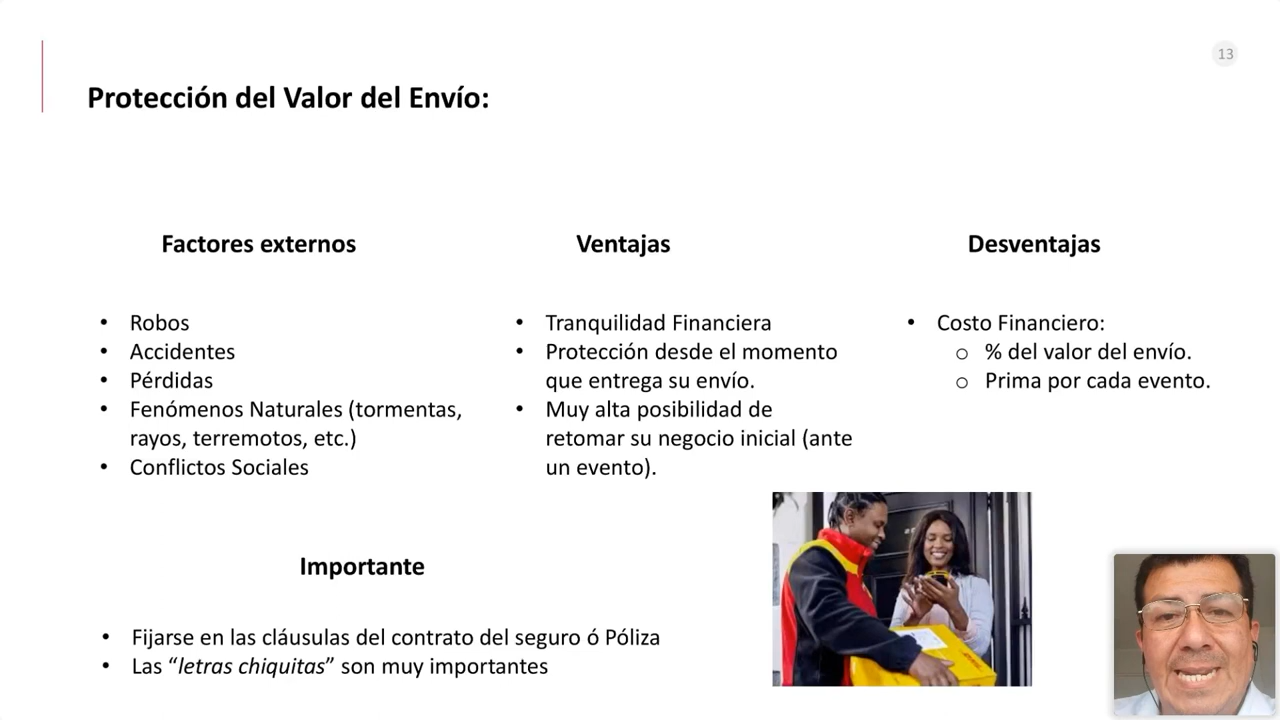 13
Protección del Valor del Envío:
Factores externos
• Robos
• Accidentes
• Pérdidas
• Fenómenos Naturales (tormentas,
rayos, terremotos, etc.)
• Conflictos Sociales
Ventajas
• Tranquilidad Financiera
• Protección desde el momento
que entrega su envío.
• Muy alta posibilidad de
retomar su negocio inicial (ante
un evento).
Desventajas
• Costo Financiero:
o % del valor del envío.
o Prima por cada evento.
Importante
• Fijarse en las cláusulas del contrato del seguro ó Póliza
• Las “letras chiquitas” son muy importantes